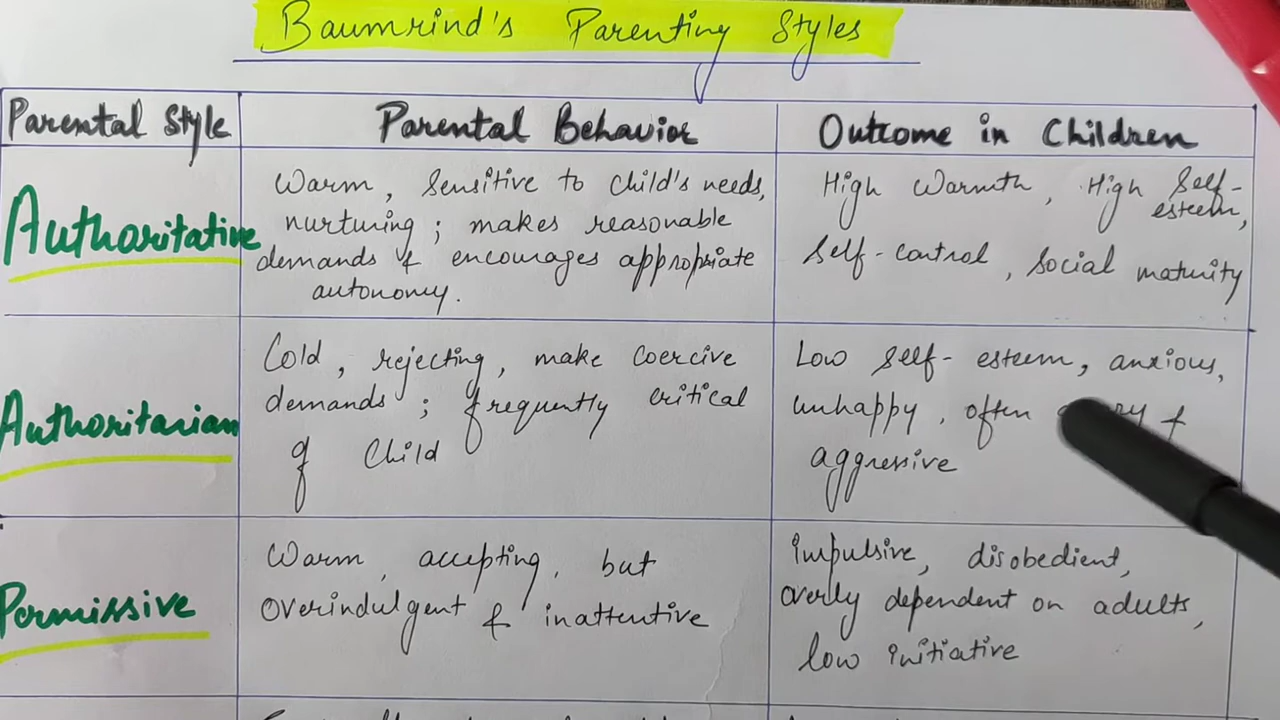 Baumrind's Parenting Styles
Parental Style
Parental Behavior
Outcome in Children
Authoritative
Warm, Sensitive to child's needs,
nurturing; makes reasonable
demands & encourages appropriate
autonomy.
High Warmth, High Self-
esteem,
Self-control, Social maturity
Authoritarian
Cold, rejecting, make coercive
demands; frequently critical
of Child
Low self-esteem, anxious,
unhappy, often &
aggressive
Permissive
Warm, accepting, but
overindulgent & inattentive
impulsive, disobedient,
overly dependent on adults,
low initiative